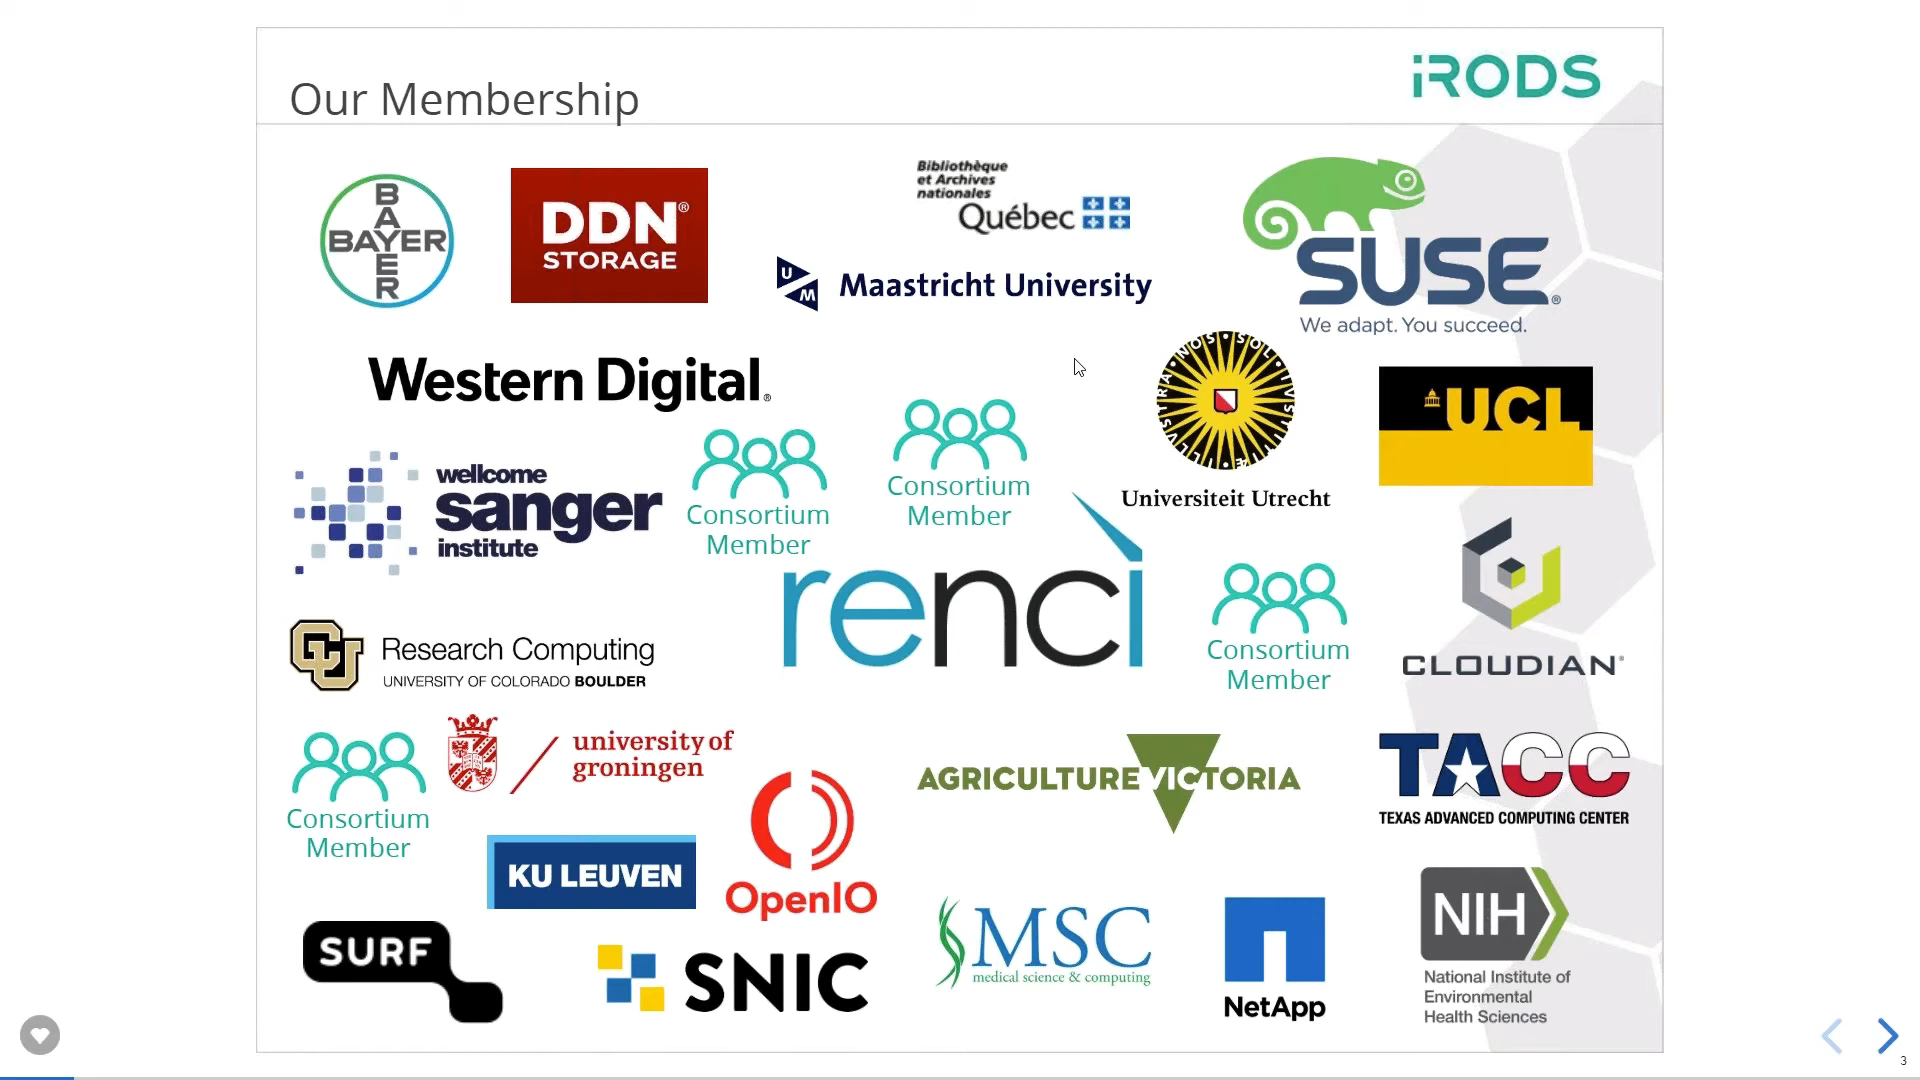 iRODS
Our Membership
BAYER
BAYER
DDN®
STORAGE
Bibliothèque
et Archives
nationales
Québec
UM
Maastricht University
SUSE®
We adapt. You succeed.
Western Digital®
UCL
Universiteit Utrecht
wellcome
sanger
institute
Consortium
Member
Consortium
Member
renci
Consortium
Member
CLOUDIAN®
CU
Research Computing
UNIVERSITY OF COLORADO BOULDER
Consortium
Member
university of
groningen
OpenIO
AGRICULTURE VICTORIA
TACC
TEXAS ADVANCED COMPUTING CENTER
KU LEUVEN
SURF
SNIC
MSC
medical science & computing
NetApp
NIH
National Institute of
Environmental
Health Sciences
3